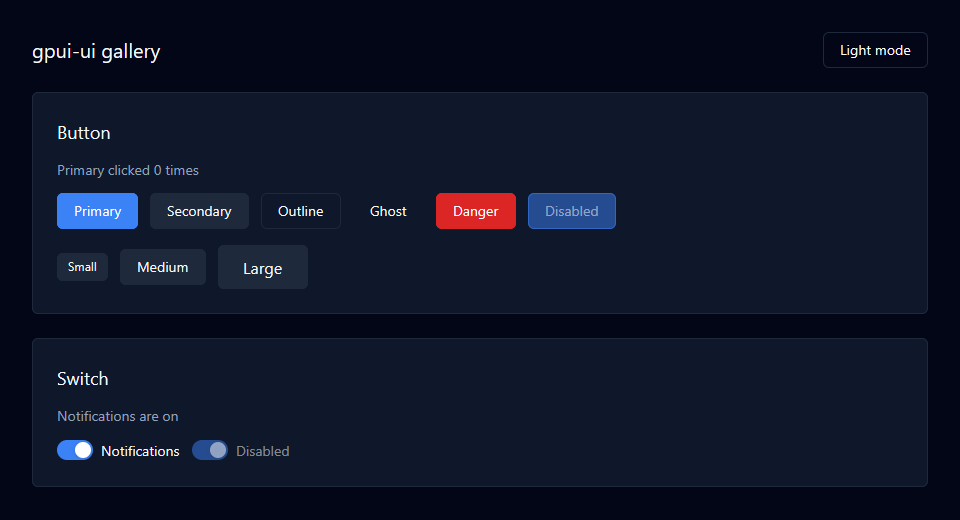 gpui-ui gallery
Light mode
Button
Primary clicked 0 times
Primary Secondary Outline Ghost Danger Disabled
Small Medium Large
Switch
Notifications are on
Notifications Disabled